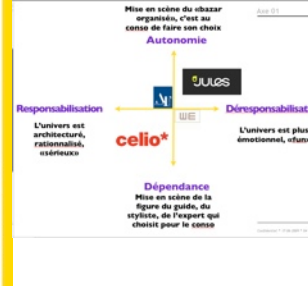 Mise en scène du «bazar
Axe 01
organisé», c'est au
conso de faire son choix
Autonomie
JULES
Responsabilisation
Déresponsabilisat
WE
L'univers est
architecturé,
rationnalisé,
«sérieux»
celio*
L'univers est plus
émotionnel, «fun»
Dépendance
Mise en scène de la
figure du guide, du
styliste, de l'expert qui
choisit pour le conso